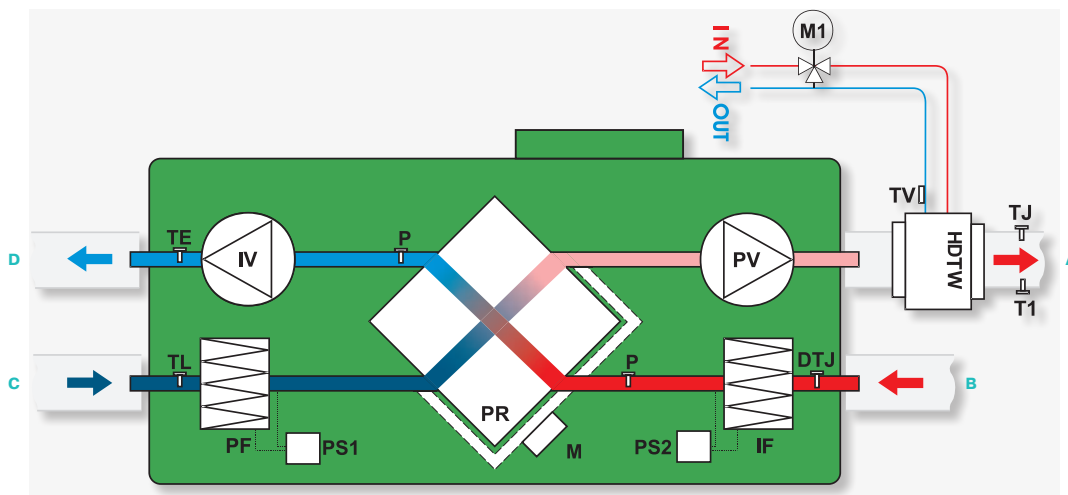 M1
IN
OUT
TV
TJ
HDTW
D
TE
IV
P
PV
A
T1
C
TL
P
DTJ
B
PR
PF
PS1
M
PS2
IF